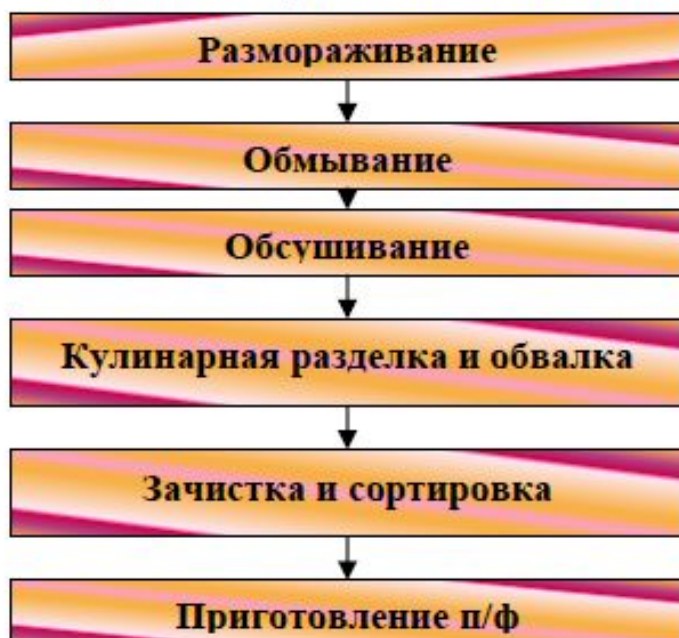 Размораживание
Обмывание
Обсушивание
Кулинарная разделка и обвалка
Зачистка и сортировка
Приготовление п/ф